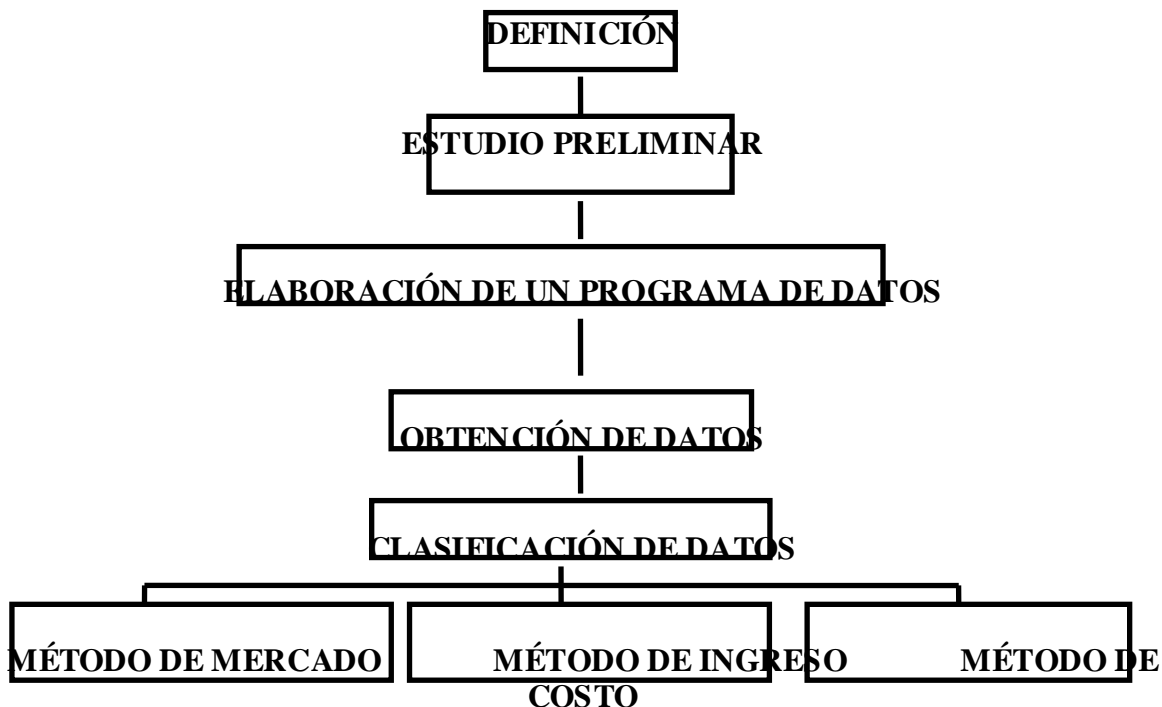 DEFINICIÓN
ESTUDIO PRELIMINAR
ELABORACIÓN DE UN PROGRAMA DE DATOS
OBTENCIÓN DE DATOS
CLASIFICACIÓN DE DATOS
MÉTODO DE MERCADO MÉTODO DE INGRESO MÉTODO DE
COSTO